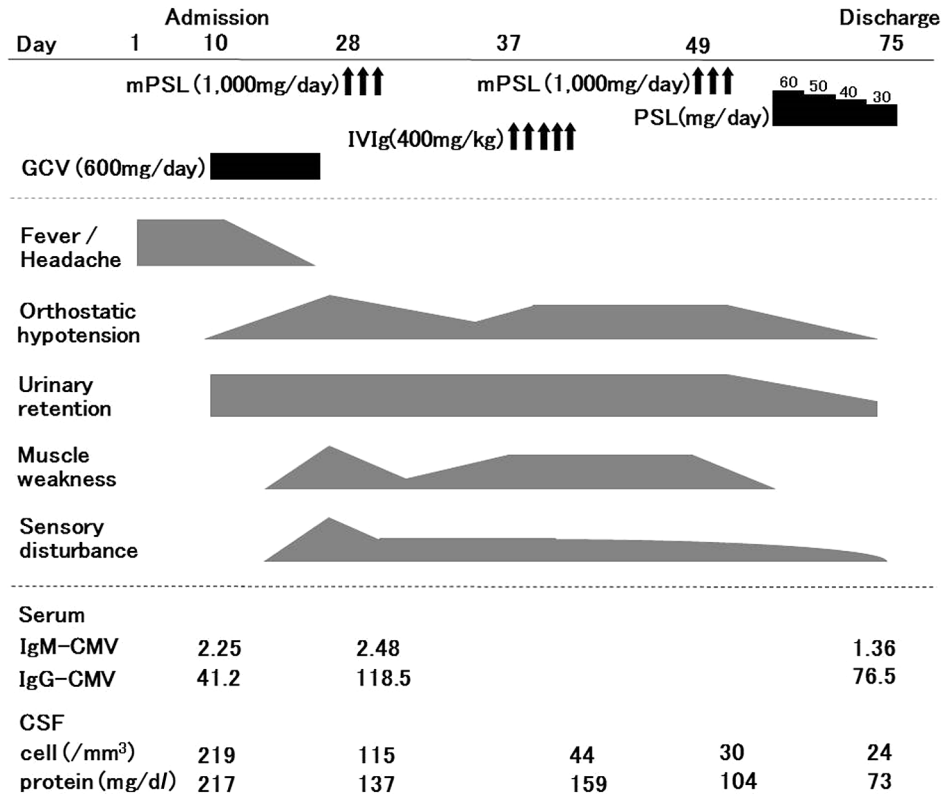 Admission Discharge
Day 1 10 28 37 49 75
mPSL (1,000mg/day) mPSL (1,000mg/day)
60 50 40 30
PSL(mg/day)
IVIg(400mg/kg)
GCV (600mg/day)
Fever /
Headache
Orthostatic
hypotension
Urinary
retention
Muscle
weakness
Sensory
disturbance
Serum
IgM-CMV 2.25 2.48 1.36
IgG-CMV 41.2 118.5 76.5
CSF
cell (/mm³) 219 115 44 30 24
protein (mg/dl) 217 137 159 104 73